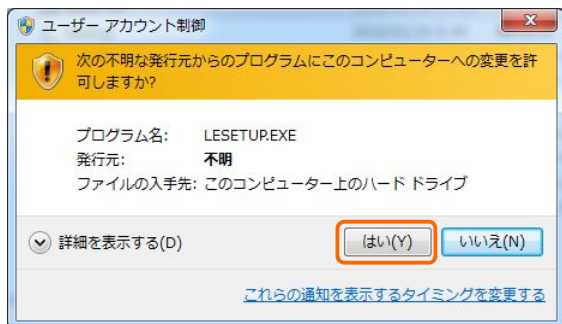 ユーザー アカウント制御
次の不明な発行元からのプログラムにこのコンピューターへの変更を許
可しますか?
プログラム名: LESETUP.EXE
発行元: 不明
ファイルの入手先: このコンピューター上のハード ドライブ
詳細を表示する(D) はい(Y) いいえ(N)
これらの通知を表示するタイミングを変更する